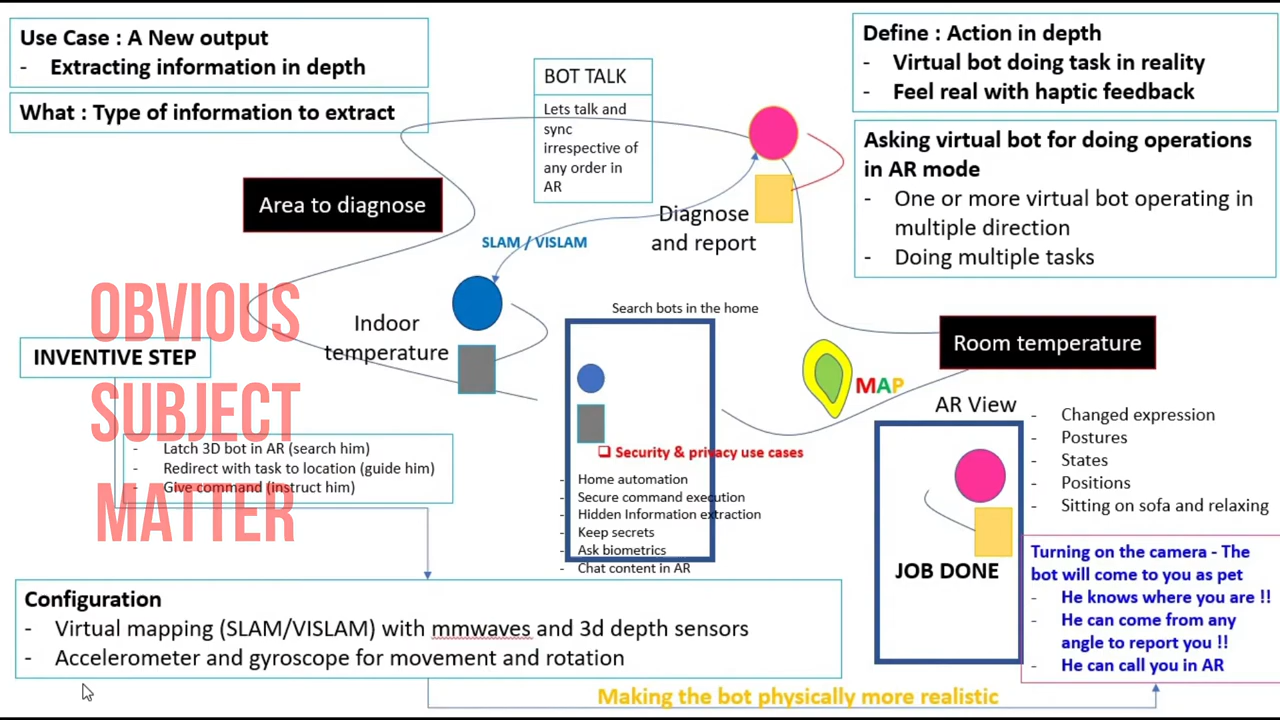 Use Case : A New output
- Extracting information in depth
What : Type of information to extract
BOT TALK
Lets talk and
sync
irrespective of
any order in
AR
Define : Action in depth
- Virtual bot doing task in reality
- Feel real with haptic feedback
Asking virtual bot for doing operations
in AR mode
- One or more virtual bot operating in
multiple direction
- Doing multiple tasks
Area to diagnose
Diagnose
and report
SLAM / VISLAM
Indoor
temperature
Search bots in the home
Room temperature
MAP
OBVIOUS
SUBJECT
MATTER
INVENTIVE STEP
- Latch 3D bot in AR (search him)
- Redirect with task to location (guide him)
- Give command (instruct him)
Security & privacy use cases
- Home automation
- Secure command execution
- Hidden Information extraction
- Keep secrets
- Ask biometrics
- Chat content in AR
AR View
- Changed expression
- Postures
- States
- Positions
- Sitting on sofa and relaxing
JOB DONE
Turning on the camera - The
bot will come to you as pet
- He knows where you are !!
- He can come from any
angle to report you !!
- He can call you in AR
Configuration
- Virtual mapping (SLAM/VISLAM) with mmwaves and 3d depth sensors
- Accelerometer and gyroscope for movement and rotation
Making the bot physically more realistic